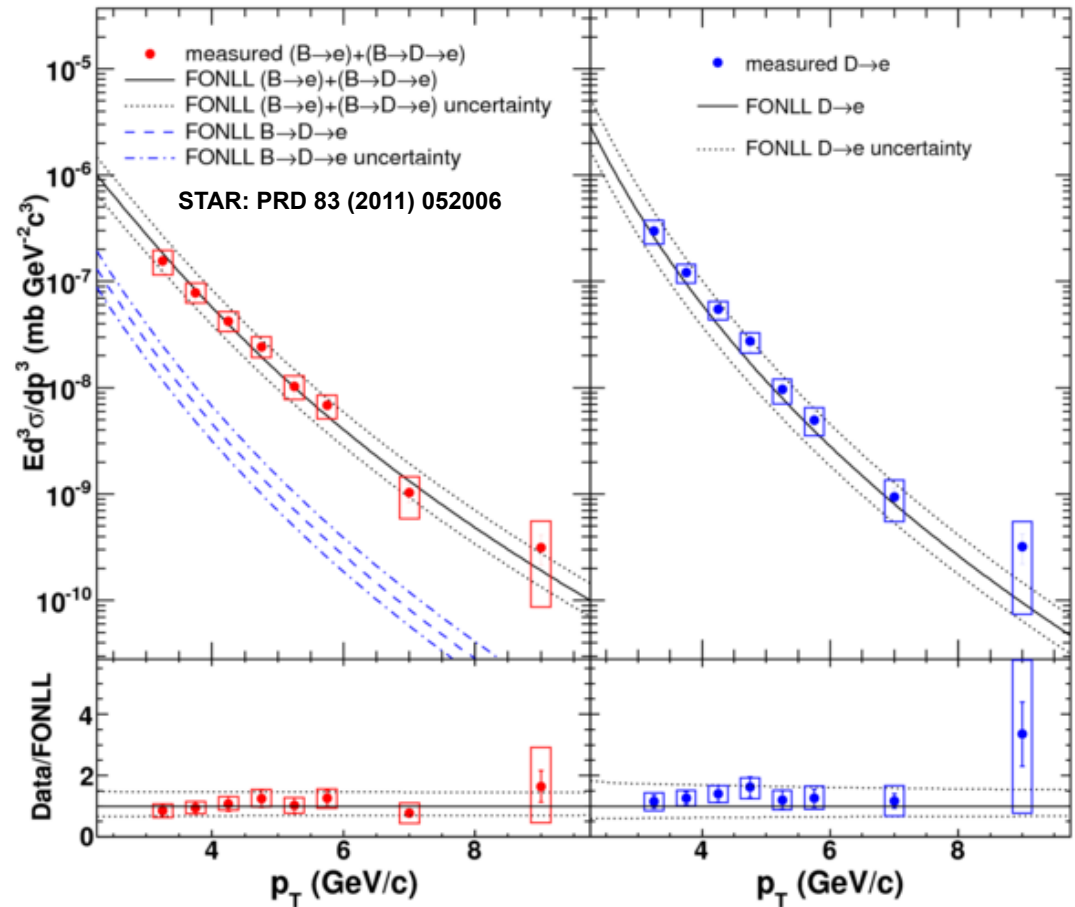 measured (B→e)+(B→D→e)
FONLL (B→e)+(B→D→e)
FONLL (B→e)+(B→D→e) uncertainty
FONLL B→D→e
FONLL B→D→e uncertainty
STAR: PRD 83 (2011) 052006
measured D→e
FONLL D→e
FONLL D→e uncertainty
Ed³σ/dp³ (mb GeV⁻²c³)
10⁻⁵
10⁻⁶
10⁻⁷
10⁻⁸
10⁻⁹
10⁻¹⁰
Data/FONLL
4
2
0
4 6 8
4 6 8
p_T (GeV/c)
p_T (GeV/c)